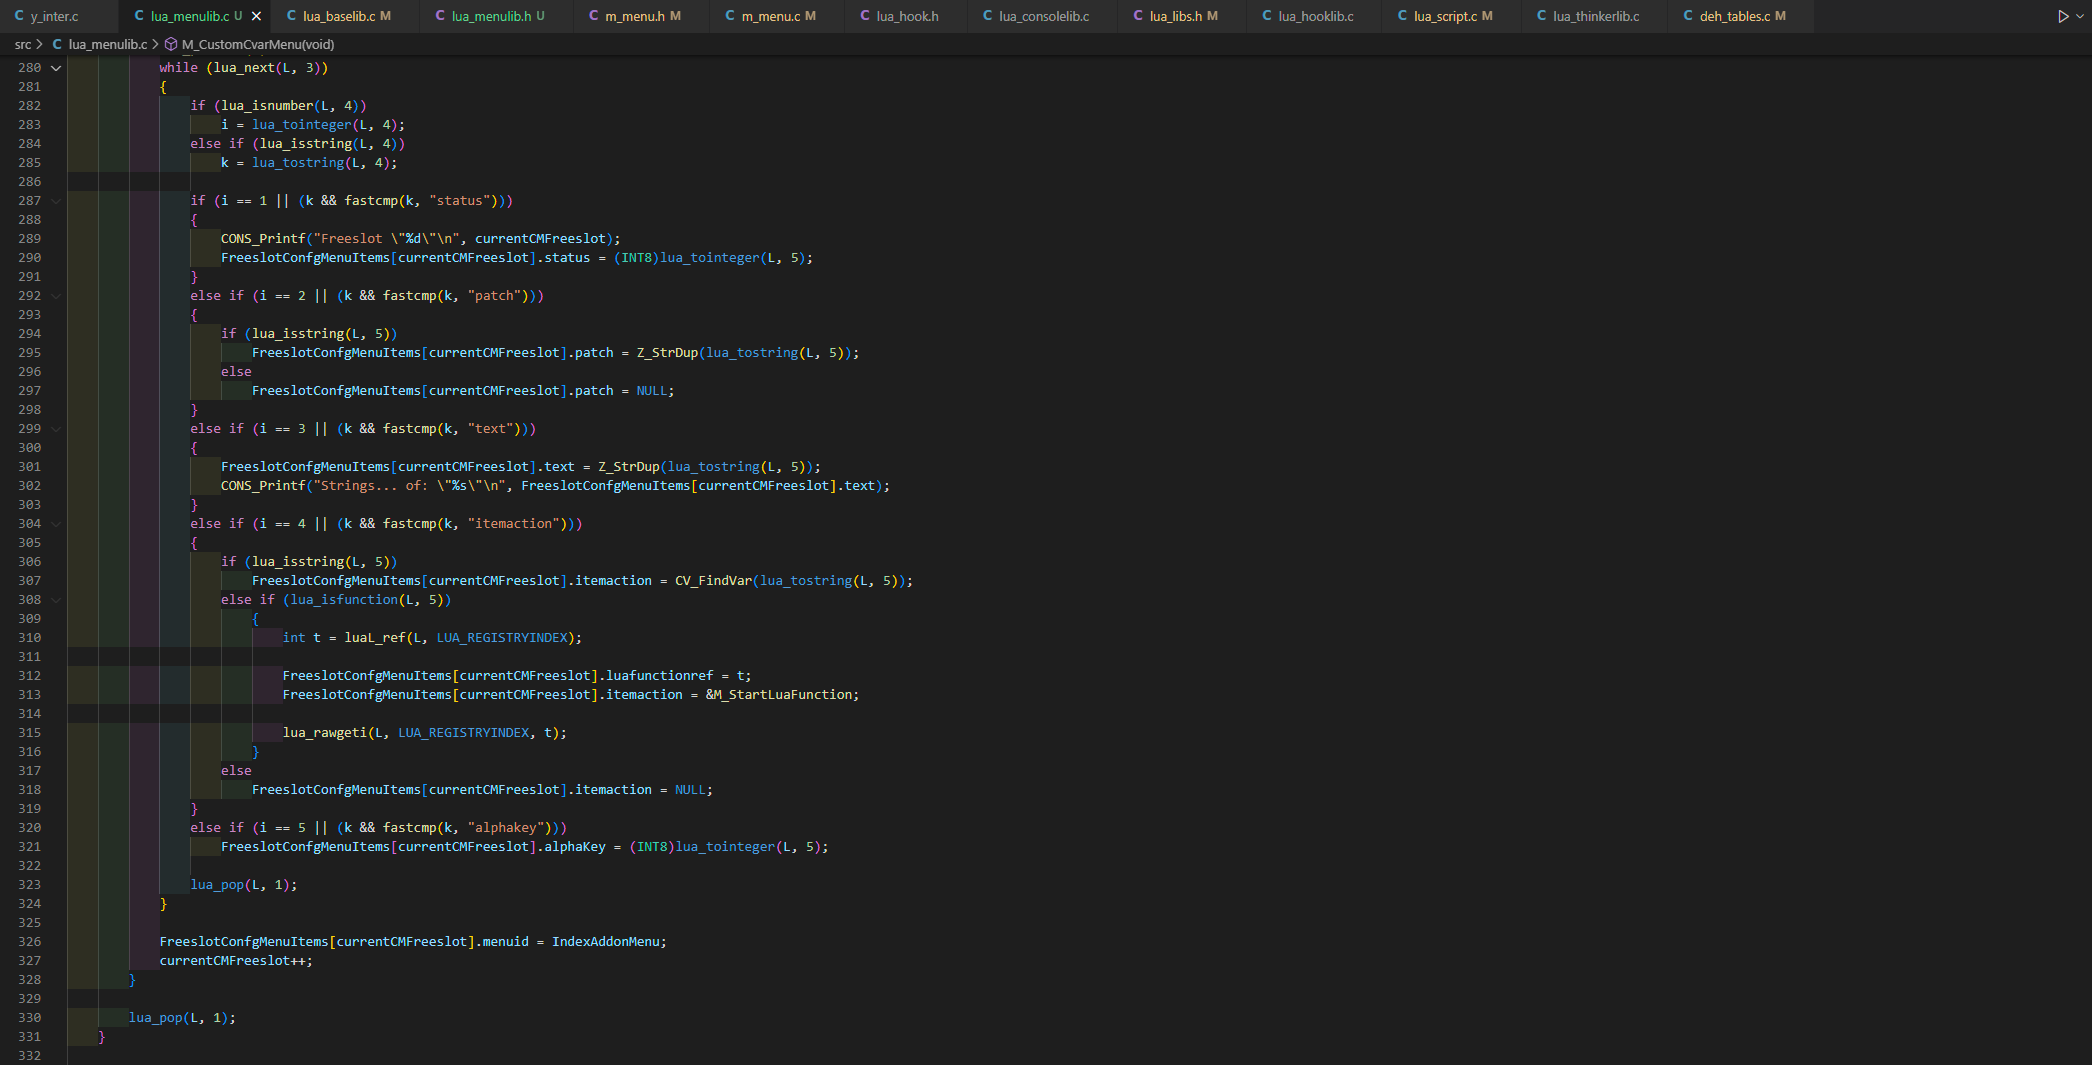 C y_inter.c C lua_menulib.c U × C lua_baselib.c M C lua_menulib.h U C m_menu.h M C m_menu.c M C lua_hook.h C lua_consolelib.c C lua_libs.h M C lua_hooklib.c C lua_script.c M C lua_thinkerlib.c C deh_tables.c M
src > C lua_menulib.c > M_CustomCvarMenu(void)
280 while (lua_next(L, 3))
281 {
282 if (lua_isnumber(L, 4))
283 i = lua_tointeger(L, 4);
284 else if (lua_isstring(L, 4))
285 k = lua_tostring(L, 4);
286
287 if (i == 1 || (k && fastcmp(k, "status")))
288 {
289 CONS_Printf("Freeslot \"%d\"\n", currentCMFreeslot);
290 FreeslotConfgMenuItems[currentCMFreeslot].status = (INT8)lua_tointeger(L, 5);
291 }
292 else if (i == 2 || (k && fastcmp(k, "patch")))
293 {
294 if (lua_isstring(L, 5))
295 FreeslotConfgMenuItems[currentCMFreeslot].patch = Z_StrDup(lua_tostring(L, 5));
296 else
297 FreeslotConfgMenuItems[currentCMFreeslot].patch = NULL;
298 }
299 else if (i == 3 || (k && fastcmp(k, "text")))
300 {
301 FreeslotConfgMenuItems[currentCMFreeslot].text = Z_StrDup(lua_tostring(L, 5));
302 CONS_Printf("Strings... of: \"%s\"\n", FreeslotConfgMenuItems[currentCMFreeslot].text);
303 }
304 else if (i == 4 || (k && fastcmp(k, "itemaction")))
305 {
306 if (lua_isstring(L, 5))
307 FreeslotConfgMenuItems[currentCMFreeslot].itemaction = CV_FindVar(lua_tostring(L, 5));
308 else if (lua_isfunction(L, 5))
309 {
310 int t = luaL_ref(L, LUA_REGISTRYINDEX);
311
312 FreeslotConfgMenuItems[currentCMFreeslot].luafunctionref = t;
313 FreeslotConfgMenuItems[currentCMFreeslot].itemaction = &M_StartLuaFunction;
314
315 lua_rawgeti(L, LUA_REGISTRYINDEX, t);
316 }
317 else
318 FreeslotConfgMenuItems[currentCMFreeslot].itemaction = NULL;
319 }
320 else if (i == 5 || (k && fastcmp(k, "alphakey")))
321 FreeslotConfgMenuItems[currentCMFreeslot].alphaKey = (INT8)lua_tointeger(L, 5);
322
323 lua_pop(L, 1);
324 }
325
326 FreeslotConfgMenuItems[currentCMFreeslot].menuid = IndexAddonMenu;
327 currentCMFreeslot++;
328 }
329
330 lua_pop(L, 1);
331 }
332